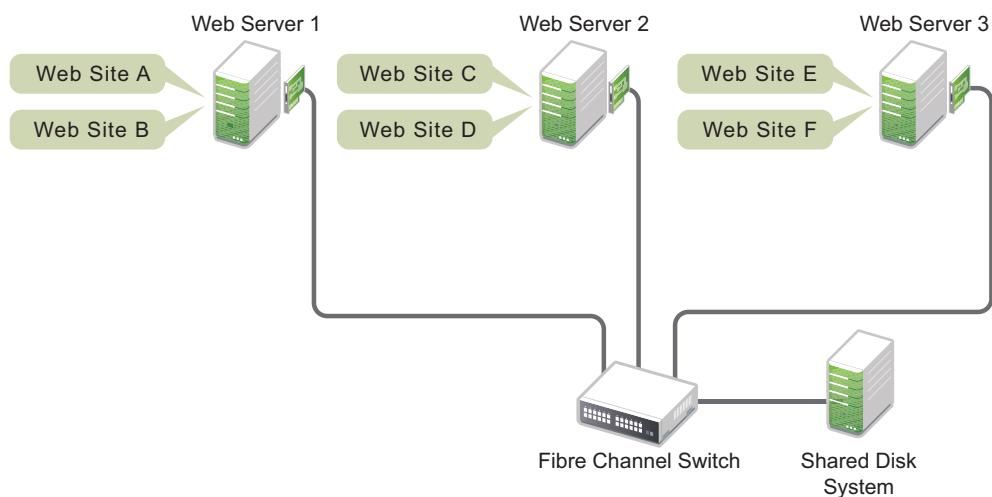 Web Server 1
Web Server 2
Web Server 3
Web Site A
Web Site C
Web Site E
Web Site B
Web Site D
Web Site F
Fibre Channel Switch
Shared Disk
System